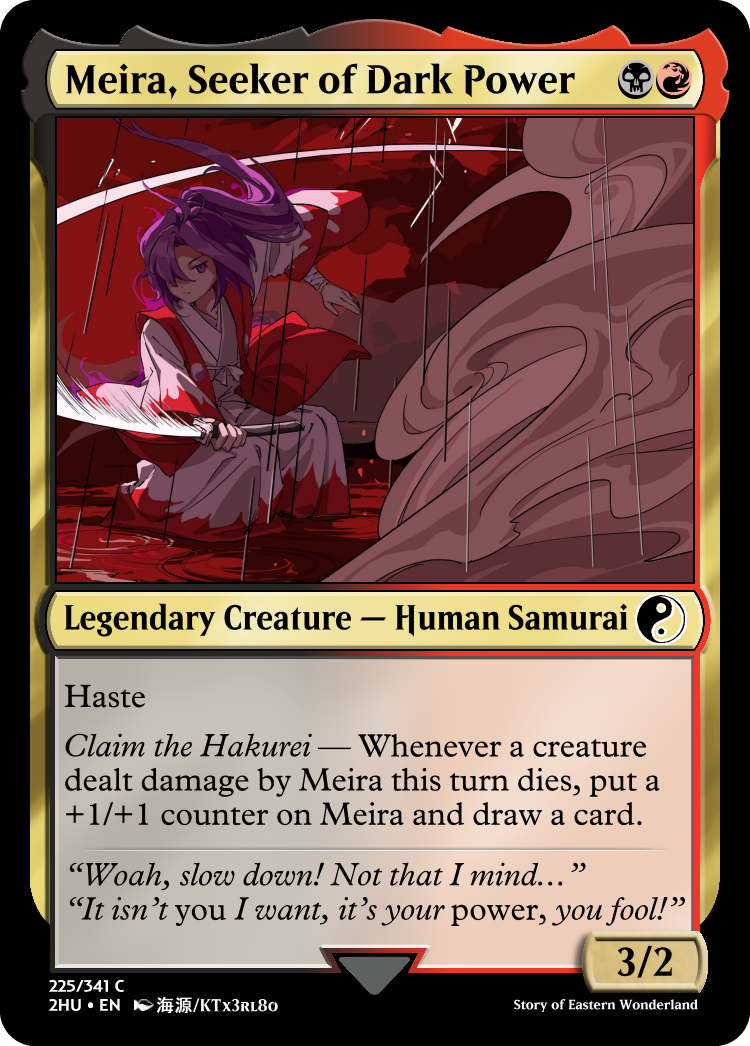 Meira, Seeker of Dark Power
Legendary Creature — Human Samurai
Haste
Claim the Hakurei — Whenever a creature
dealt damage by Meira this turn dies, put a
+1/+1 counter on Meira and draw a card.
“Woah, slow down! Not that I mind…”
“It isn’t you I want, it’s your power, you fool!”
3/2
225/341 C
2HU • EN 海源/KTx3RL80
Story of Eastern Wonderland